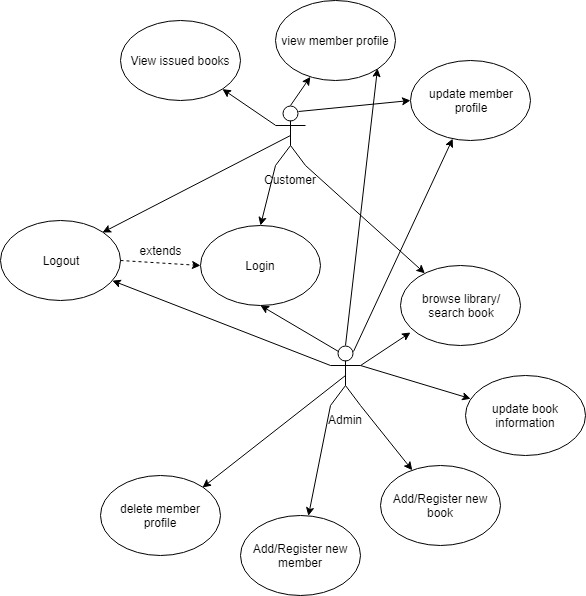 view member profile
View issued books
update member
profile
Customer
extends
Logout
Login
browse library/
search book
update book
information
Admin
Add/Register new
book
delete member
profile
Add/Register new
member